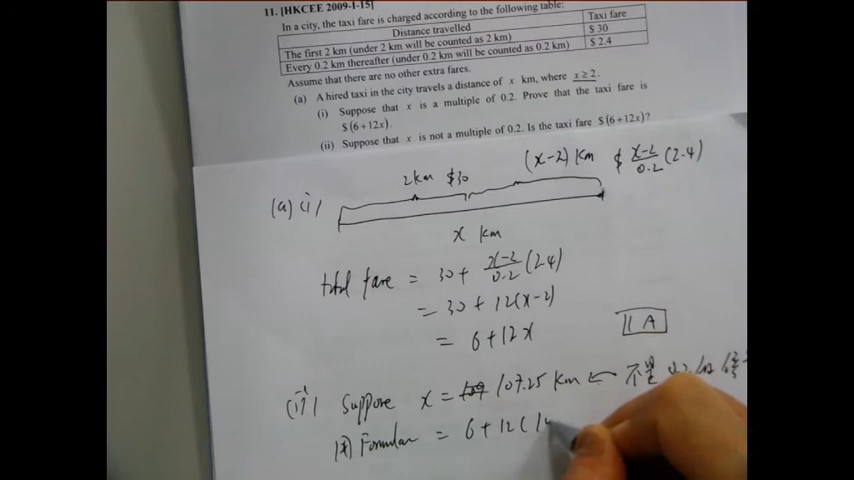 11. [HKCEE 2009-1-15]
In a city, the taxi fare is charged according to the following table:
Distance travelled Taxi fare
The first 2 km (under 2 km will be counted as 2 km) $ 30
Every 0.2 km thereafter (under 0.2 km will be counted as 0.2 km) $ 2.4
Assume that there are no other extra fares.
(a) A hired taxi in the city travels a distance of x km, where x ≥ 2.
(i) Suppose that x is a multiple of 0.2. Prove that the taxi fare is
$(6+12x).
(ii) Suppose that x is not a multiple of 0.2. Is the taxi fare $(6+12x)?
2km $30 (x-2) km $ \frac{x-2}{0.2}(2.4)
(a) (i)
x km
total fare = 30 + \frac{x-2}{0.2}(2.4)
= 30 + 12(x-2)
= 6 + 12x
11 A
(ii) Suppose x = 107.25 km ← 不是
Formular = 6 + 12(